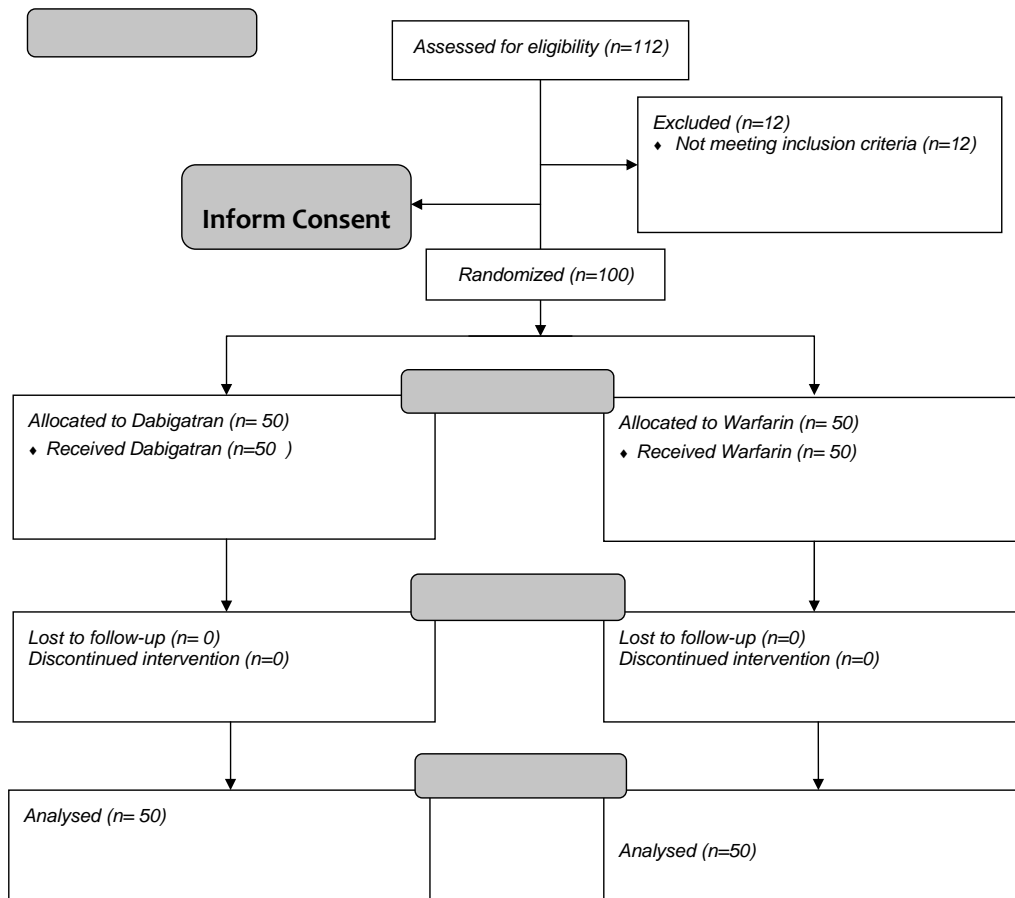 Assessed for eligibility (n=112)
Excluded (n=12)
♦ Not meeting inclusion criteria (n=12)
Inform Consent
Randomized (n=100)
Allocated to Dabigatran (n= 50)
♦ Received Dabigatran (n=50 )
Allocated to Warfarin (n= 50)
♦ Received Warfarin (n= 50)
Lost to follow-up (n= 0)
Discontinued intervention (n=0)
Lost to follow-up (n=0)
Discontinued intervention (n=0)
Analysed (n= 50)
Analysed (n=50)